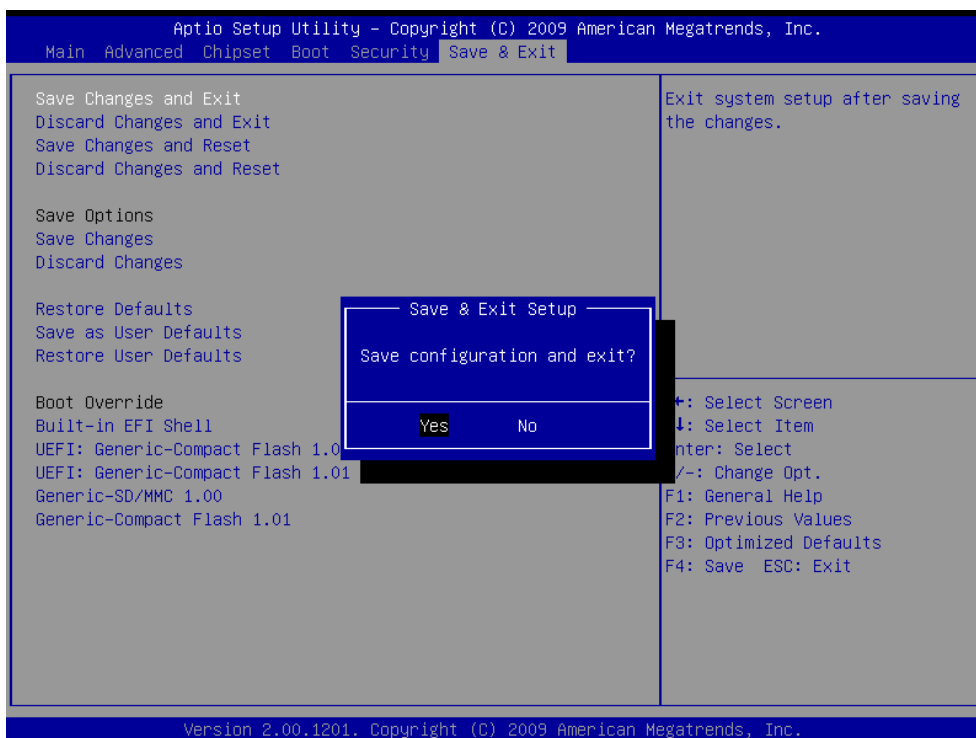 Aptio Setup Utility – Copyright (C) 2009 American Megatrends, Inc.
Main Advanced Chipset Boot Security Save & Exit
Save Changes and Exit
Discard Changes and Exit
Save Changes and Reset
Discard Changes and Reset
Save Options
Save Changes
Discard Changes
Restore Defaults
Save as User Defaults
Restore User Defaults
Boot Override
Built-in EFI Shell
UEFI: Generic-Compact Flash 1.0
UEFI: Generic-Compact Flash 1.01
Generic-SD/MMC 1.00
Generic-Compact Flash 1.01
Save & Exit Setup
Save configuration and exit?
Yes No
Exit system setup after saving
the changes.
: Select Screen
: Select Item
nter: Select
/-: Change Opt.
F1: General Help
F2: Previous Values
F3: Optimized Defaults
F4: Save ESC: Exit
Version 2.00.1201. Copyright (C) 2009 American Megatrends, Inc.